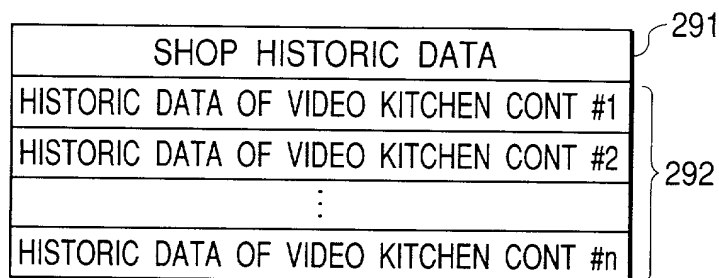 SHOP HISTORIC DATA
291
HISTORIC DATA OF VIDEO KITCHEN CONT #1
HISTORIC DATA OF VIDEO KITCHEN CONT #2
292
⋮
HISTORIC DATA OF VIDEO KITCHEN CONT #n